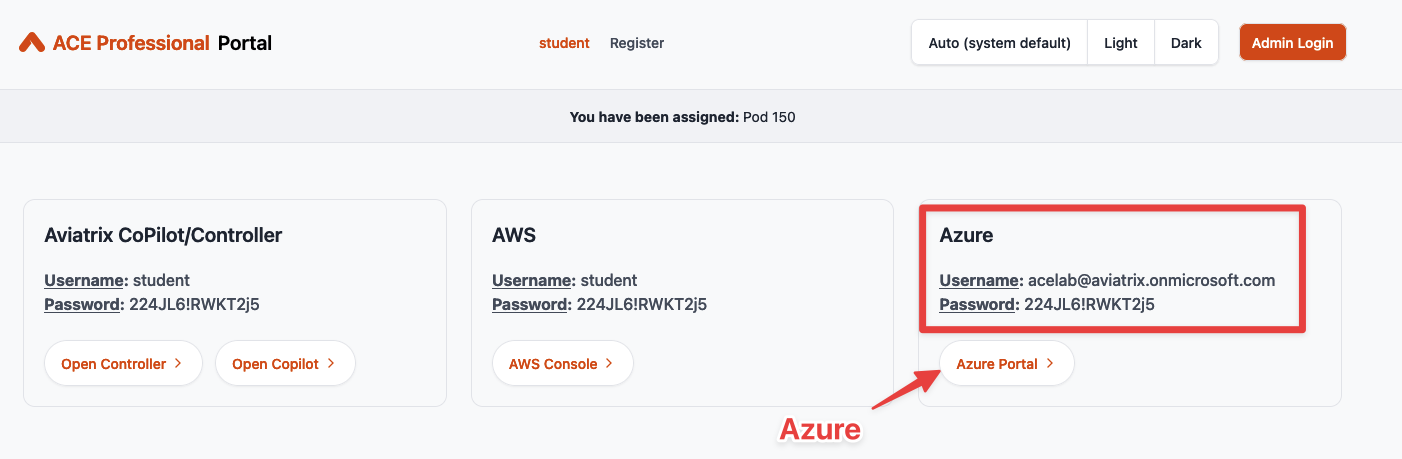 ACE Professional Portal
student
Register
Auto (system default)
Light
Dark
Admin Login
You have been assigned: Pod 150
Aviatrix CoPilot/Controller
Username: student
Password: 224JL6!RWKT2j5
Open Controller >
Open Copilot >
AWS
Username: student
Password: 224JL6!RWKT2j5
AWS Console >
Azure
Username: acelab@aviatrix.onmicrosoft.com
Password: 224JL6!RWKT2j5
Azure Portal >
Azure